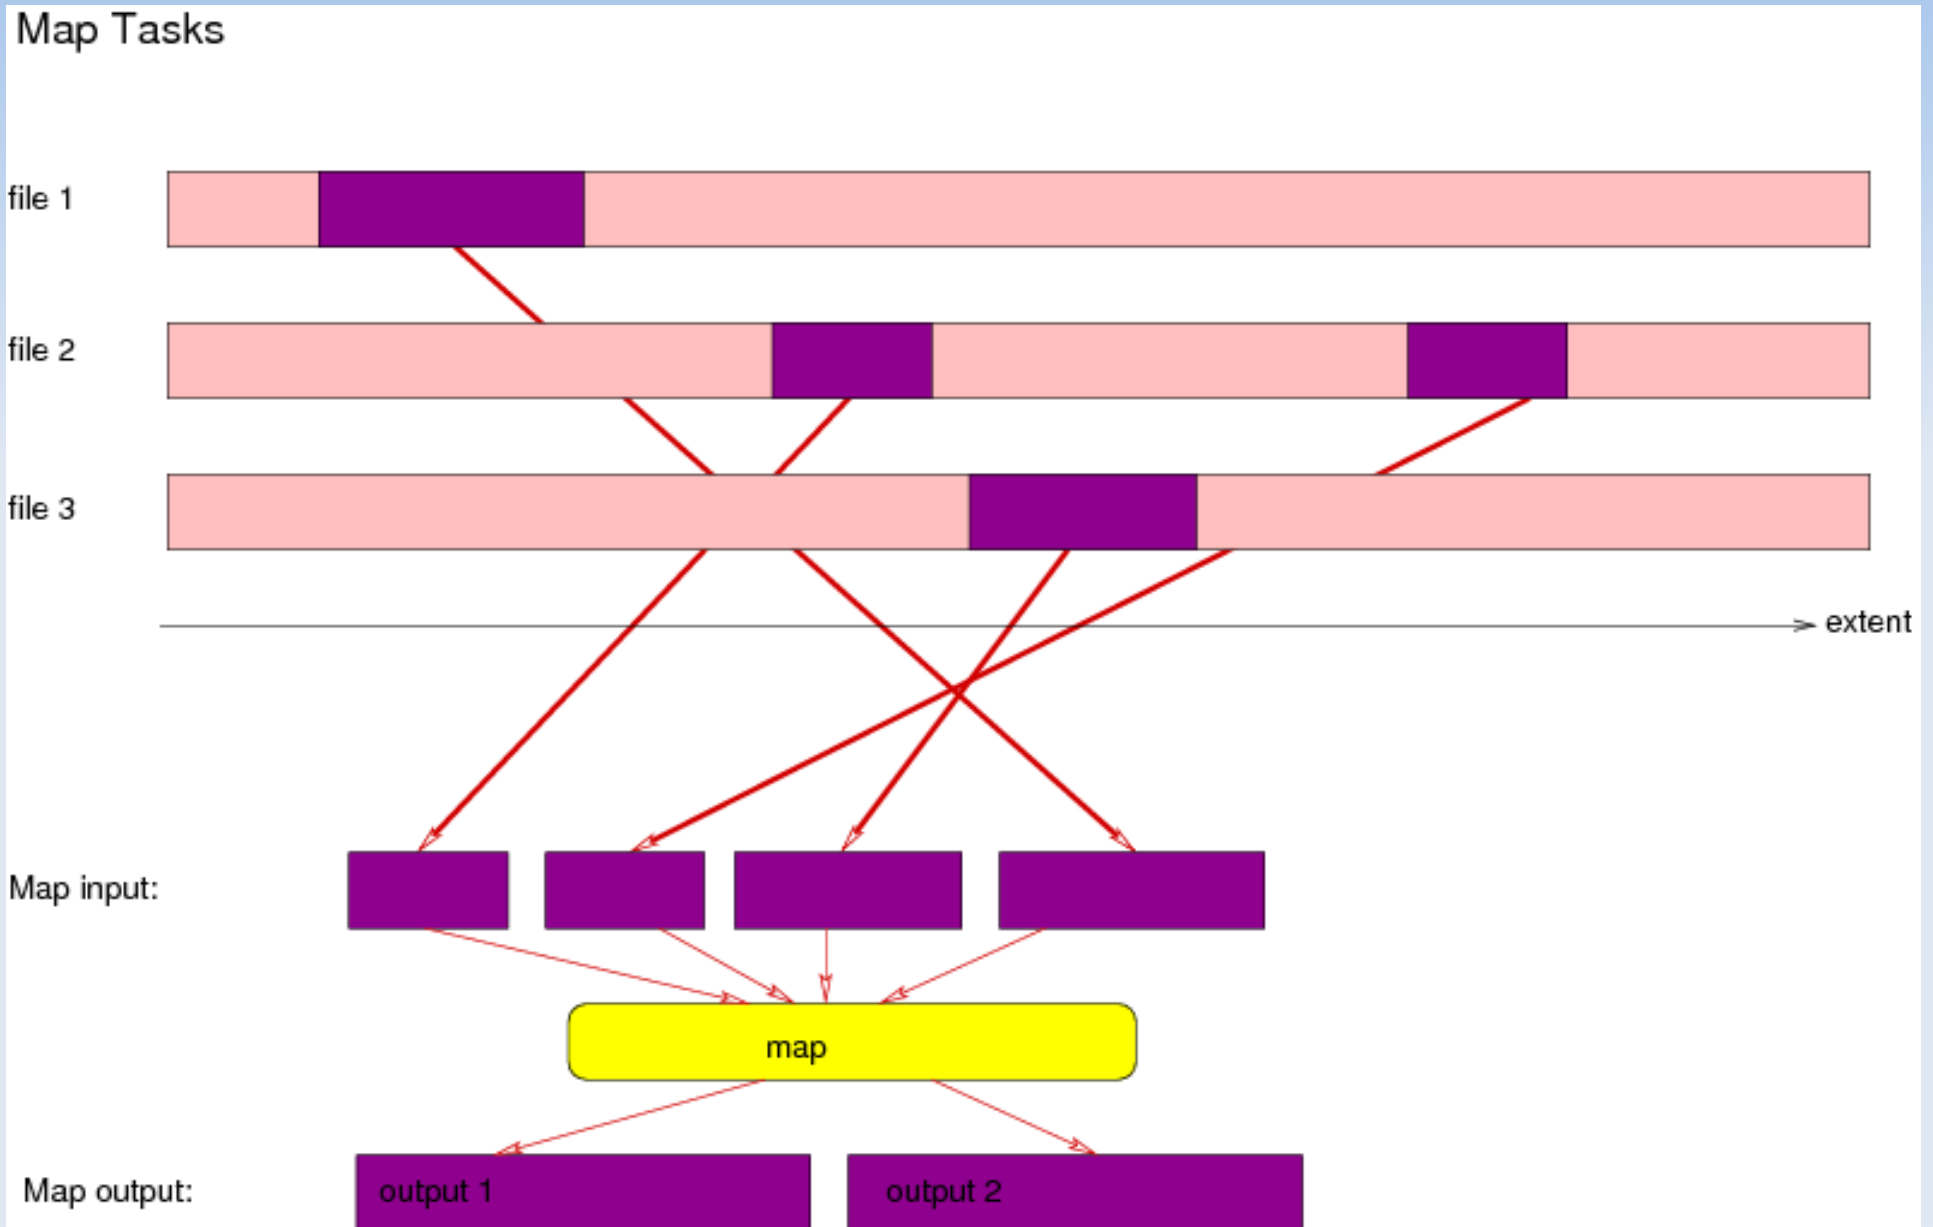 Map Tasks
file 1
file 2
file 3
extent
Map input:
map
Map output:
output 1
output 2